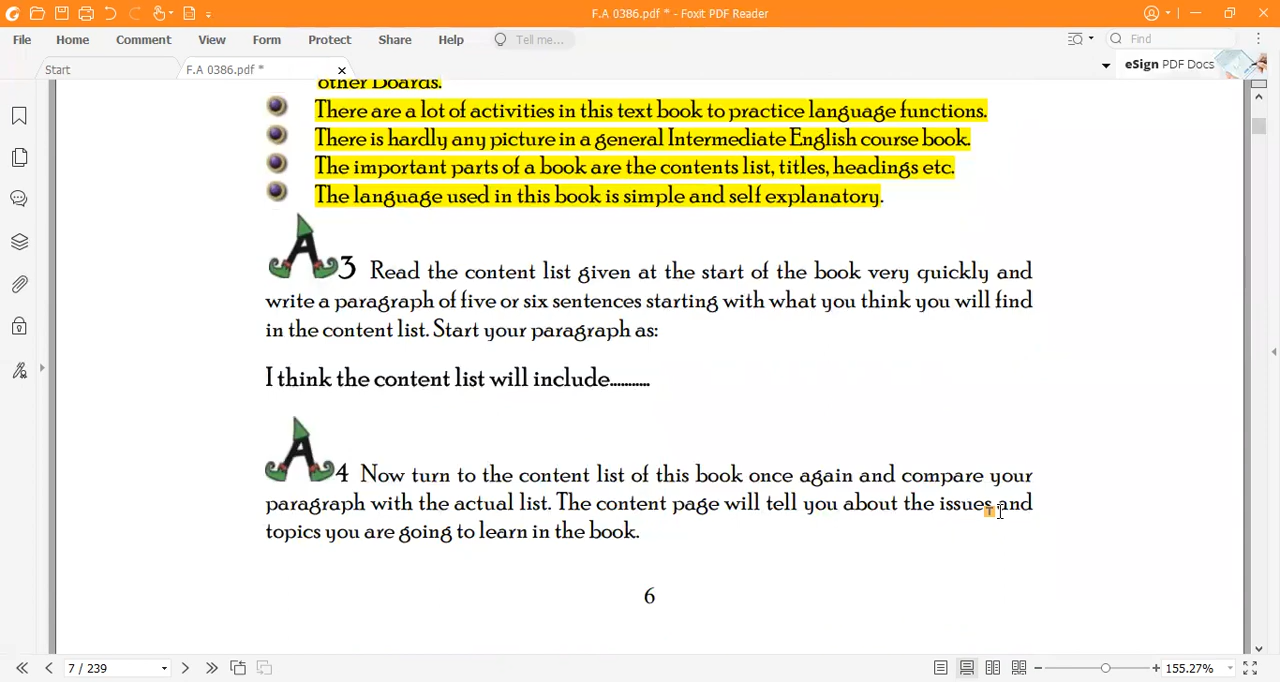 F.A 0386.pdf * - Foxit PDF Reader
File Home Comment View Form Protect Share Help Tell me... Find
Start F.A 0386.pdf * eSign PDF Docs
other Boards.
There are a lot of activities in this text book to practice language functions.
There is hardly any picture in a general Intermediate English course book.
The important parts of a book are the contents list, titles, headings etc.
The language used in this book is simple and self explanatory.
A3 Read the content list given at the start of the book very quickly and
write a paragraph of five or six sentences starting with what you think you will find
in the content list. Start your paragraph as:
I think the content list will include...........
A4 Now turn to the content list of this book once again and compare your
paragraph with the actual list. The content page will tell you about the issues and
topics you are going to learn in the book.
6
7 / 239 155.27%